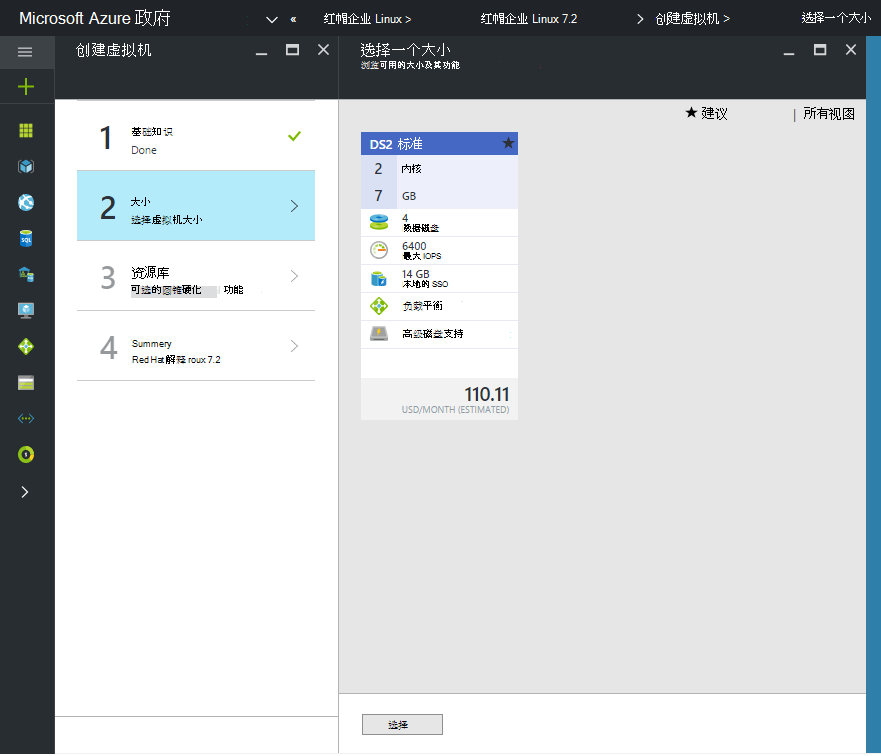 Microsoft Azure 政府
«
红帽企业 Linux >
红帽企业 Linux 7.2
创建虚拟机 >
选择一个大小
创建虚拟机
选择一个大小
浏览可用的大小及其功能
★ 建议
| 所有视图
1
基础知识
Done
2
大小
选择虚拟机大小
3
资源库
功能
4
Summery
Red Hat 解释 roux 7.2
DS2 标准 ★
2 内核
7 GB
4
数据磁盘
6400
最大 IOPS
14 GB
本地的 SSO
负载平衡
高级磁盘支持
110.11
USD/MONTH (ESTIMATED)
SQL
选择